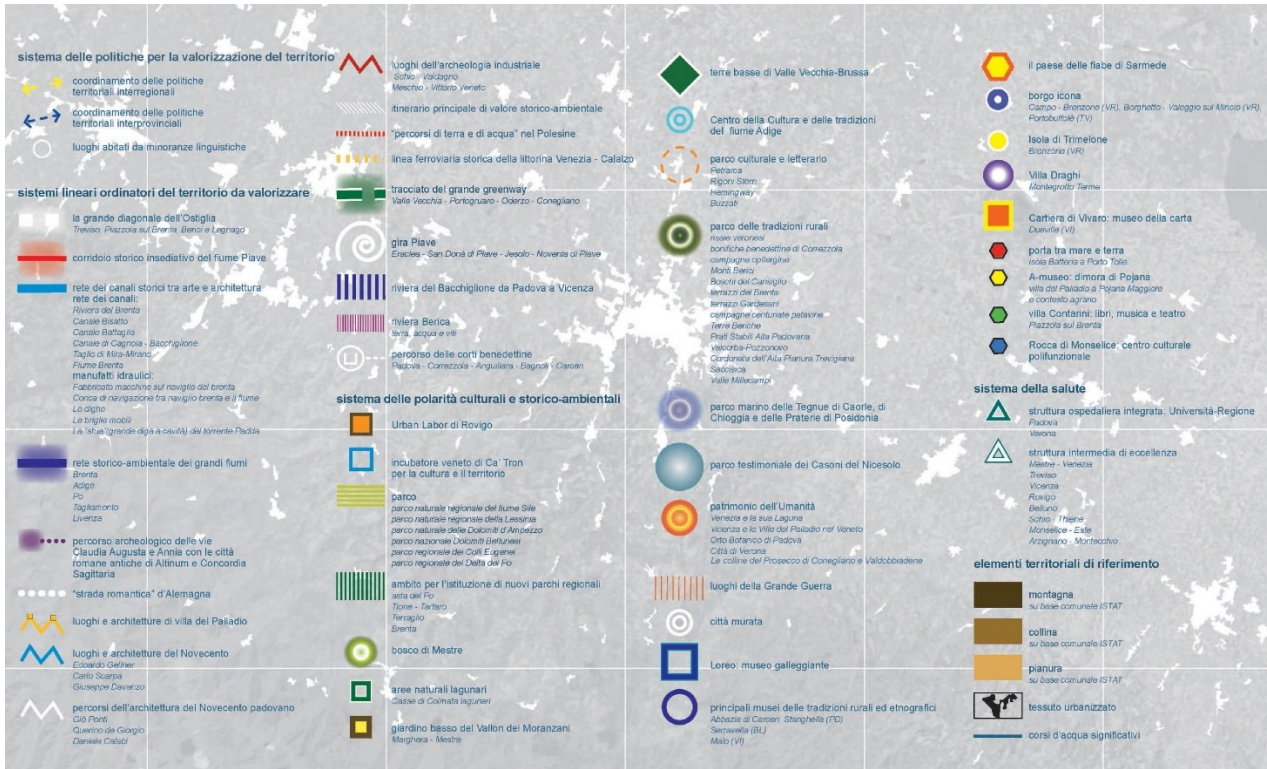 sistema delle politiche per la valorizzazione del territorio
coordinamento delle politiche
territoriali interregionali
coordinamento delle politiche
territoriali interprovinciali
luoghi abitati da minoranze linguistiche
sistemi lineari ordinatori del territorio da valorizzare
la grande diagonale dell'Ostiglia
Treviso, Piazzola sul Brenta, Berici e Legnago
corridoio storico insediativo del fiume Piave
rete dei canali storici tra arte e architettura
rete dei canali:
Riviera del Brenta
Canale Bisatto
Canale Battaglia
Canale di Cagnola - Bacchiglione
Taglio di Mira-Mirano
Fiume Brenta
manufatti idraulici:
Fabbricato macchine sul naviglio del brenta
Conca di navigazione tra naviglio brenta e il fiume
Le dighe
Le briglie mobili
La "stua"(grande diga a cavità) del torrente Padda
rete storico-ambientale dei grandi fiumi
Brenta
Adige
Po
Tagliamento
Livenza
percorso archeologico delle vie
Claudia Augusta e Annia con le città
romane antiche di Altinum e Concordia
Sagittaria
"strada romantica" d'Alemagna
luoghi e architetture di villa del Palladio
luoghi e architetture del Novecento
Edoardo Gellner
Carlo Scarpa
Giuseppe Davanzo
percorsi dell'architettura del Novecento padovano
Giò Ponti
Quirino de Giorgio
Daniele Calabi
luoghi dell'archeologia industriale
Schio - Valdagno
Meschio - Vittorio Veneto
itinerario principale di valore storico-ambientale
"percorsi di terra e di acqua" nel Polesine
linea ferroviaria storica della littorina Venezia - Calalzo
tracciato del grande greenway
Valle Vecchia - Portogruaro - Oderzo - Conegliano
gira Piave
Eraclea - San Donà di Piave - Jesolo - Noventa di Piave
riviera del Bacchiglione da Padova a Vicenza
riviera Berica
terra, acqua e viti
percorso delle corti benedettine
Padova - Correzzola - Anguillara - Bagnoli - Carceri
sistema delle polarità culturali e storico-ambientali
Urban Labor di Rovigo
incubatore veneto di Ca' Tron
per la cultura e il territorio
parco
parco naturale regionale del fiume Sile
parco naturale regionale della Lessinia
parco naturale delle Dolomiti d'Ampezzo
parco nazionale Dolomiti Bellunesi
parco regionale dei Colli Euganei
parco regionale del Delta del Po
ambito per l'istituzione di nuovi parchi regionali
asta del Po
Tione - Tartaro
Terraglio
Brenta
bosco di Mestre
aree naturali lagunari
Casse di Colmata lagunari
giardino basso del Vallon dei Moranzani
Marghera - Mestre
terre basse di Valle Vecchia-Brussa
Centro della Cultura e delle tradizioni
del fiume Adige
parco culturale e letterario
Petrarca
Rigoni Stern
Hemingway
Buzzati
parco delle tradizioni rurali
risaie veronesi
bonifiche benedettine di Correzzola
campagne opitergine
Monti Berici
Boschi del Cansiglio
terrazzi del Brenta
terrazzi Gardesani
campagne centuriate patavine
Terre Beriche
Prati Stabili Alta Padovana
Valcorba-Pozzonovo
Cordonata dell'Alta Pianura Trevigiana
Saccisica
Valle Millecampi
parco marino delle Tegnue di Caorle, di
Chioggia e delle Praterie di Posidonia
parco testimoniale dei Casoni del Nicesolo
patrimonio dell'Umanità
Venezia e la sua Laguna
Vicenza e le Ville del Palladio nel Veneto
Orto Botanico di Padova
Città di Verona
Le colline del Prosecco di Conegliano e Valdobbiadene
luoghi della Grande Guerra
città murata
Loreo: museo galleggiante
principali musei delle tradizioni rurali ed etnografici
Abbazia di Carceri, Stanghella (PD)
Serravella (BL)
Malo (VI)
il paese delle fiabe di Sarmede
borgo icona
Campo - Brenzone (VR), Borghetto - Valeggio sul Mincio (VR),
Portobuffolè (TV)
Isola di Trimelone
Brenzone (VR)
Villa Draghi
Montegrotto Terme
Cartiera di Vivaro: museo della carta
Dueville (VI)
porta tra mare e terra
Isola Batteria a Porto Tolle
A-museo: dimora di Pojana
villa del Palladio a Pojana Maggiore
e contesto agrario
villa Contarini: libri, musica e teatro
Piazzola sul Brenta
Rocca di Monselice: centro culturale
polifunzionale
sistema della salute
struttura ospedaliera integrata: Università-Regione
Padova
Verona
struttura intermedia di eccellenza
Mestre - Venezia
Treviso
Vicenza
Rovigo
Belluno
Schio - Thiene
Monselice - Este
Arzignano - Montecchio
elementi territoriali di riferimento
montagna
su base comunale ISTAT
collina
su base comunale ISTAT
pianura
su base comunale ISTAT
tessuto urbanizzato
corsi d'acqua significativi